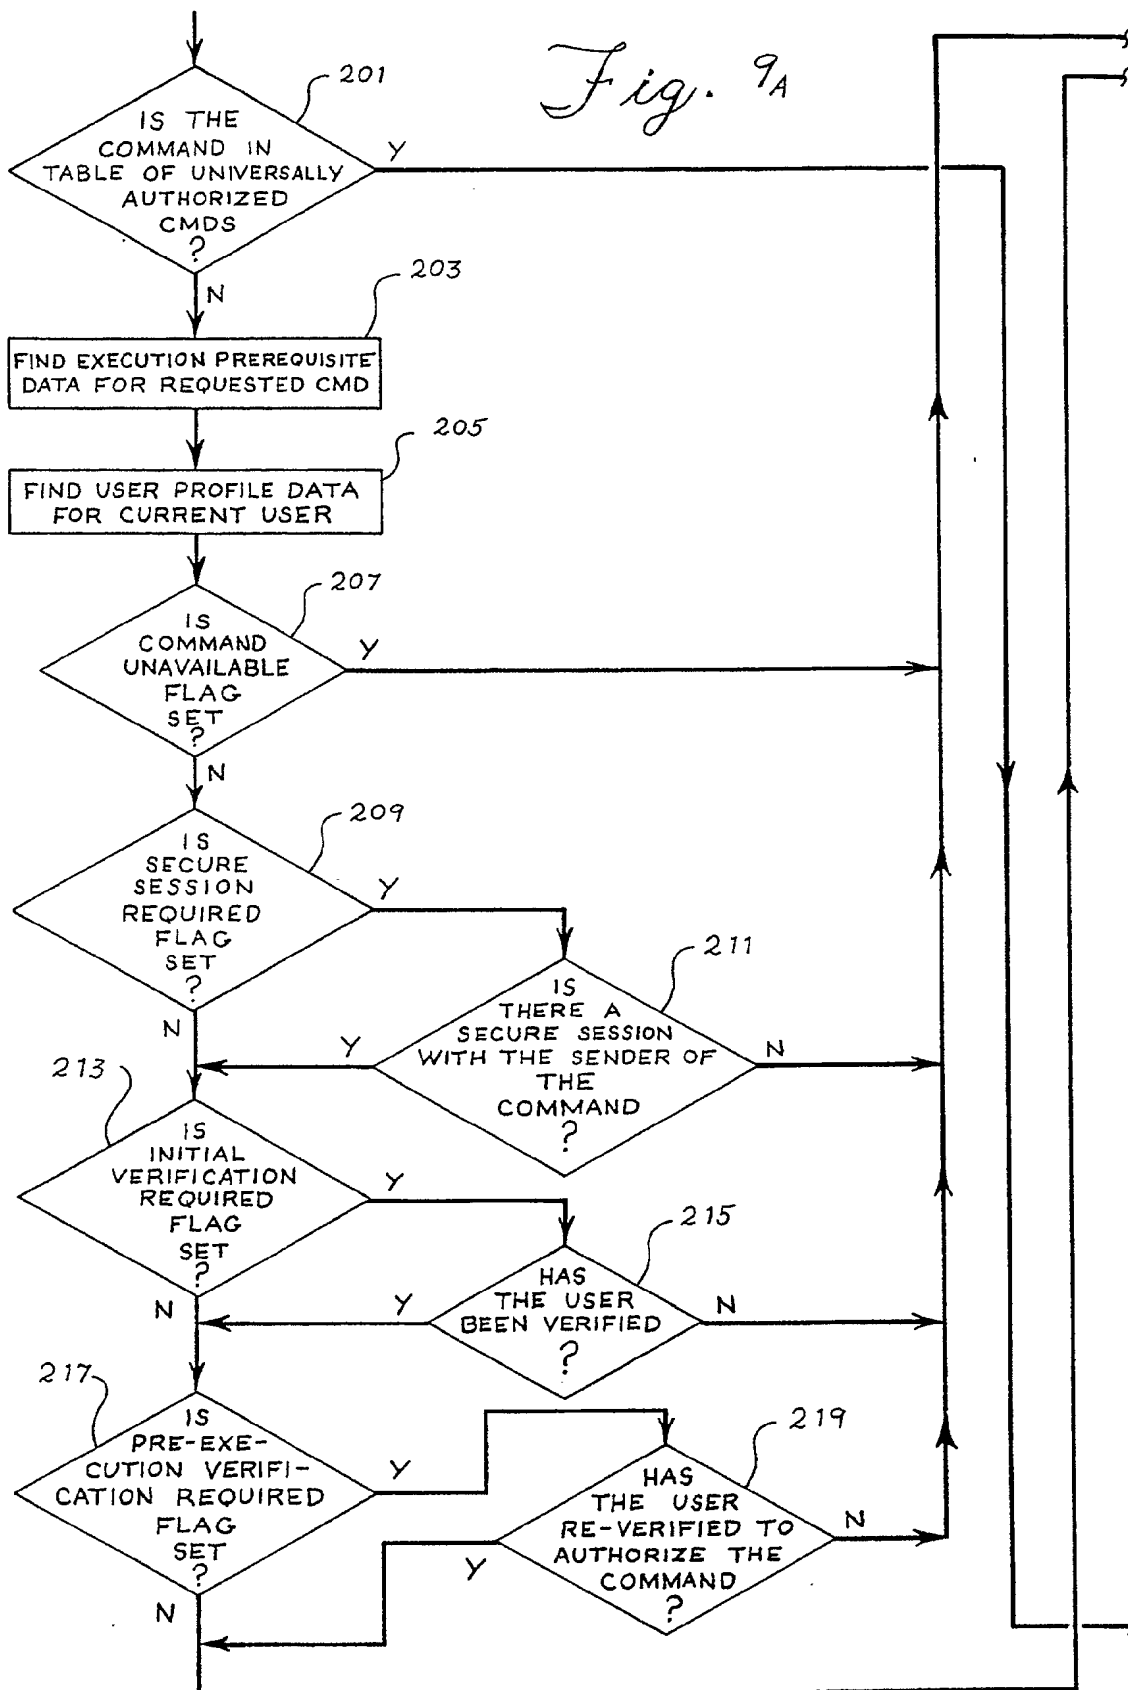 Fig. 9A
201
IS THE
COMMAND IN
TABLE OF UNIVERSALLY
AUTHORIZED
CMDS
?
Y
N
203
FIND EXECUTION PREREQUISITE
DATA FOR REQUESTED CMD
205
FIND USER PROFILE DATA
FOR CURRENT USER
207
IS
COMMAND
UNAVAILABLE
FLAG
SET
?
Y
N
209
IS
SECURE
SESSION
REQUIRED
FLAG
SET
?
Y
N
211
IS
THERE A
SECURE SESSION
WITH THE SENDER OF
THE
COMMAND
?
Y
N
213
IS
INITIAL
VERIFICATION
REQUIRED
FLAG
SET
?
Y
N
215
HAS
THE USER
BEEN VERIFIED
?
Y
N
217
IS
PRE-EXE-
CUTION VERIFI-
CATION REQUIRED
FLAG
SET
?
Y
N
219
HAS
THE USER
RE-VERIFIED TO
AUTHORIZE THE
COMMAND
?
Y
N